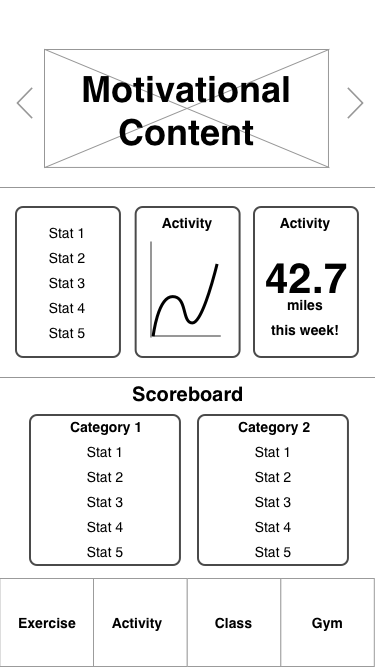 Motivational
Content
Stat 1
Stat 2
Stat 3
Stat 4
Stat 5
Activity
Activity
42.7
miles
this week!
Scoreboard
Category 1
Stat 1
Stat 2
Stat 3
Stat 4
Stat 5
Category 2
Stat 1
Stat 2
Stat 3
Stat 4
Stat 5
Exercise
Activity
Class
Gym